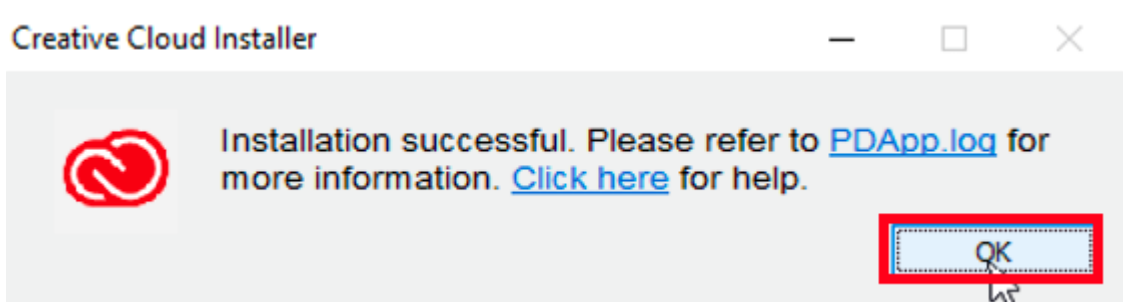 Creative Cloud Installer
Installation successful. Please refer to PDApp.log for
more information. Click here for help.
OK